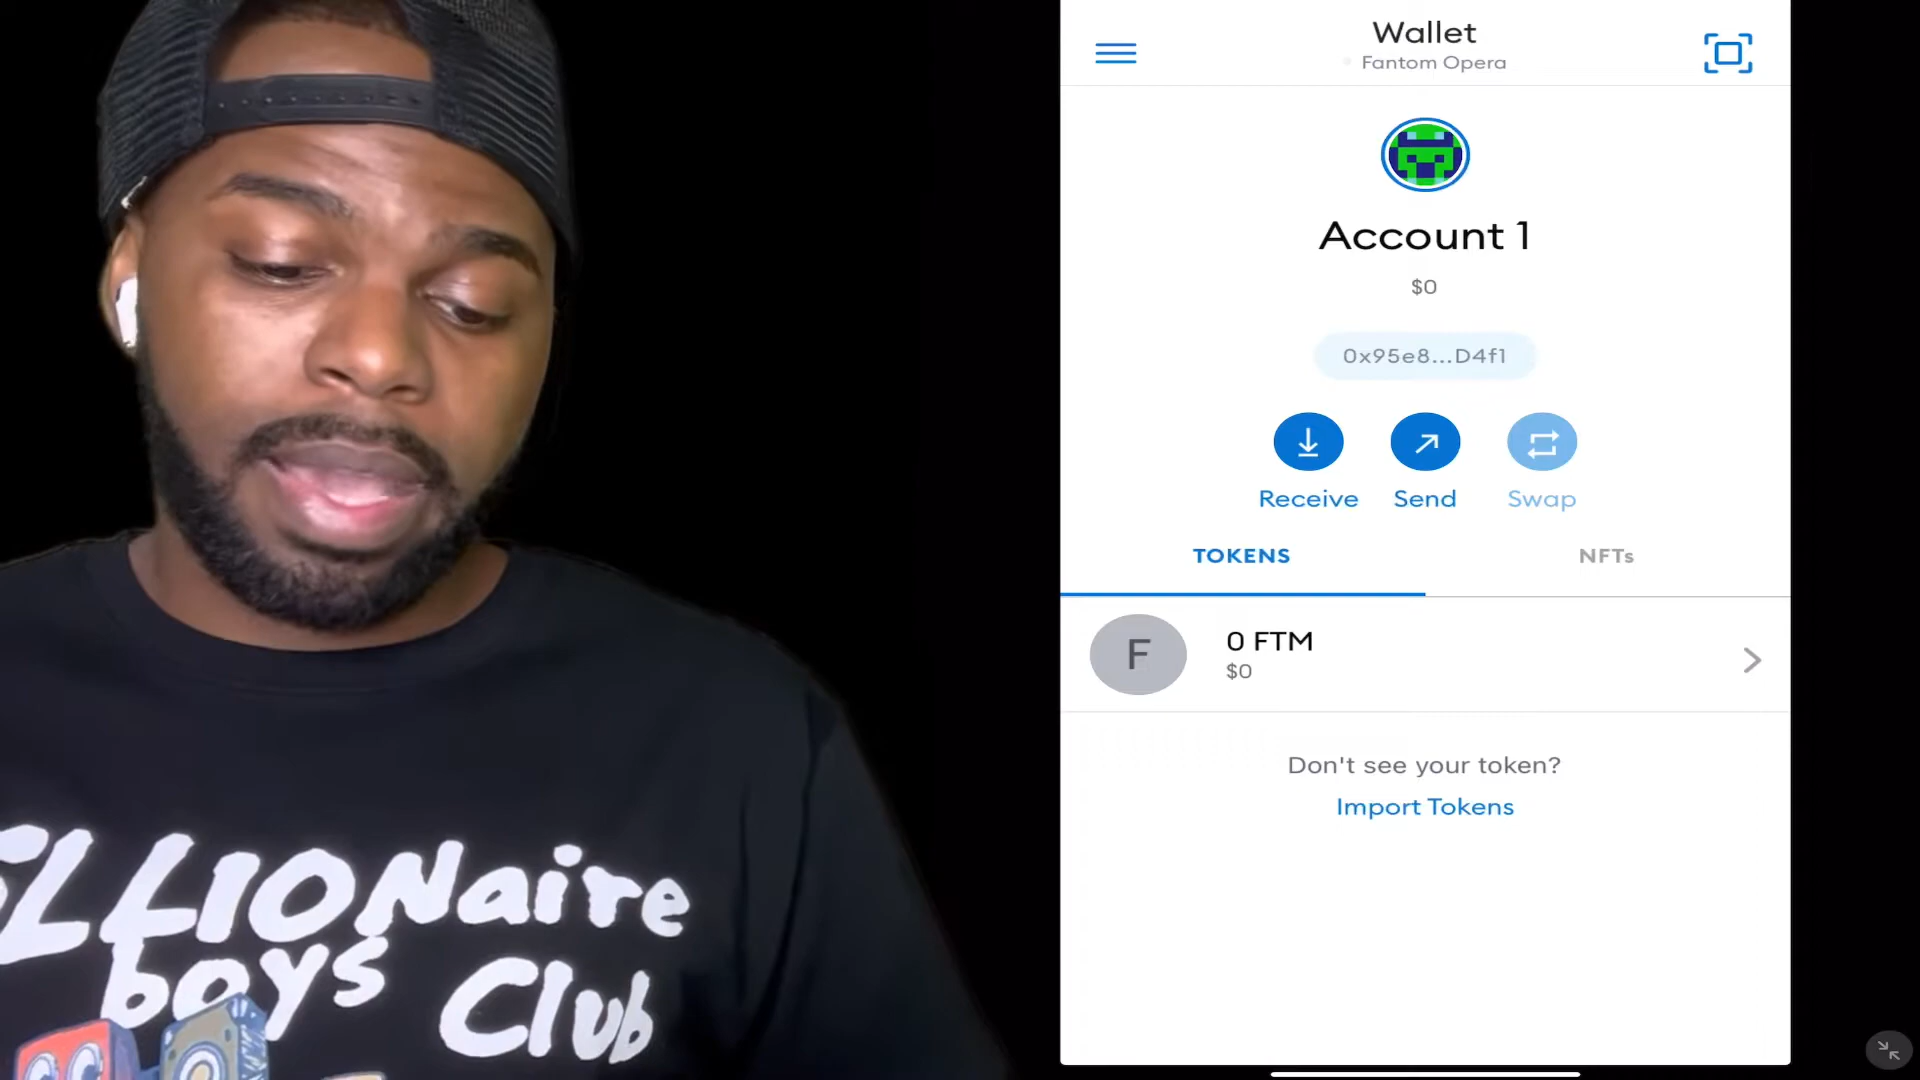 Wallet
Fantom Opera
Account 1
$0
0x95e8...D4f1
Receive
Send
Swap
TOKENS
NFTs
F
0 FTM
$0
Don't see your token?
Import Tokens
boys
Club